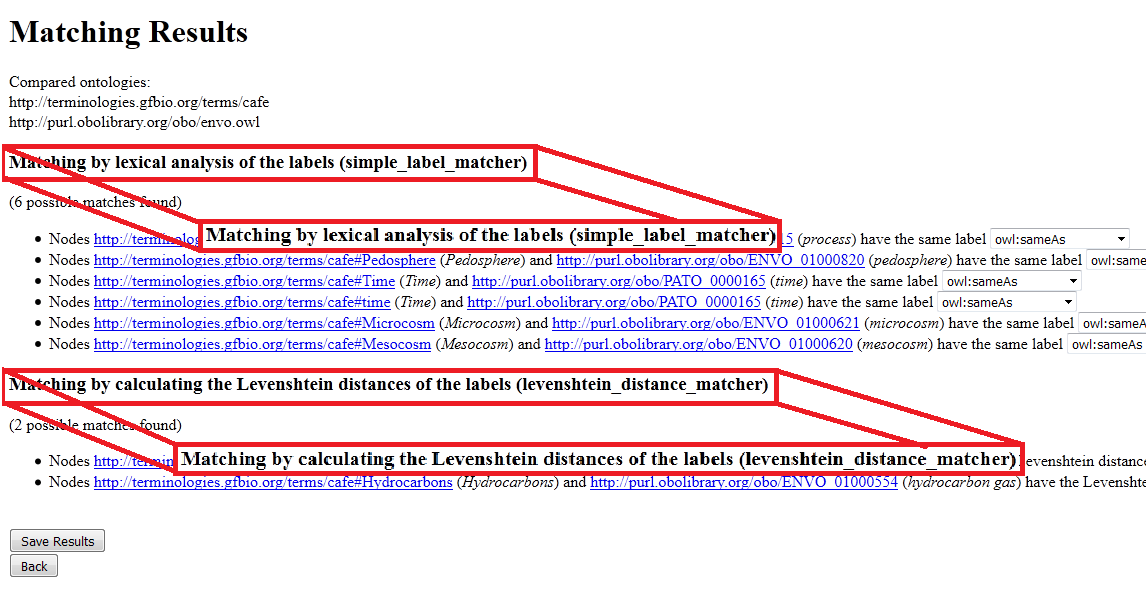 Matching Results
Compared ontologies:
http://terminologies.gfbio.org/terms/cafe
http://purl.obolibrary.org/obo/envo.owl
Matching by lexical analysis of the labels (simple_label_matcher)
(6 possible matches found)
Matching by lexical analysis of the labels (simple_label_matcher)
• Nodes http://terminolog 15 (process) have the same label owl:sameAs
• Nodes http://terminologies.gfbio.org/terms/cafe#Pedosphere (Pedosphere) and http://purl.obolibrary.org/obo/ENVO_01000820 (pedosphere) have the same label owl:same
• Nodes http://terminologies.gfbio.org/terms/cafe#Time (Time) and http://purl.obolibrary.org/obo/PATO_0000165 (time) have the same label owl:sameAs
• Nodes http://terminologies.gfbio.org/terms/cafe#time (Time) and http://purl.obolibrary.org/obo/PATO_0000165 (time) have the same label owl:sameAs
• Nodes http://terminologies.gfbio.org/terms/cafe#Microcosm (Microcosm) and http://purl.obolibrary.org/obo/ENVO_01000621 (microcosm) have the same label owl:sameA
• Nodes http://terminologies.gfbio.org/terms/cafe#Mesocosm (Mesocosm) and http://purl.obolibrary.org/obo/ENVO_01000620 (mesocosm) have the same label owl:sameAs
Matching by calculating the Levenshtein distances of the labels (levenshtein_distance_matcher)
(2 possible matches found)
Matching by calculating the Levenshtein distances of the labels (levenshtein_distance_matcher)
• Nodes http://termin levenshtein distance
• Nodes http://terminologies.gfbio.org/terms/cafe#Hydrocarbons (Hydrocarbons) and http://purl.obolibrary.org/obo/ENVO_01000554 (hydrocarbon gas) have the Levenshte
Save Results
Back